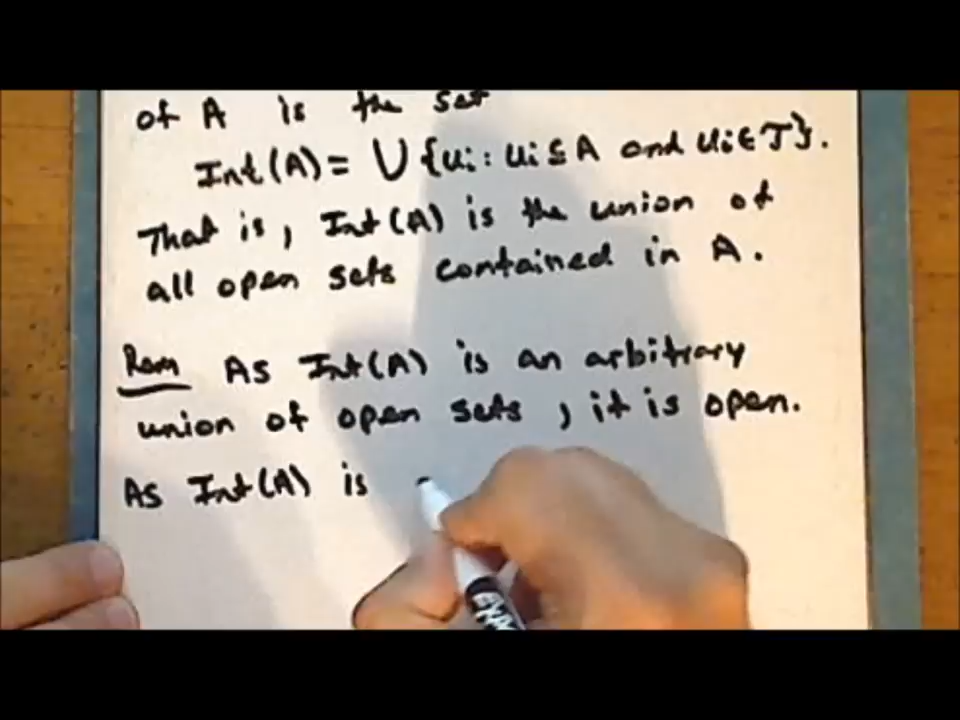 of A is the set
Int(A) = ∪ {Ui : Ui ⊆ A and Ui ∈ T}.
That is, Int(A) is the union of
all open sets contained in A.
Rem As Int(A) is an arbitrary
union of open sets, it is open.
As Int(A) is